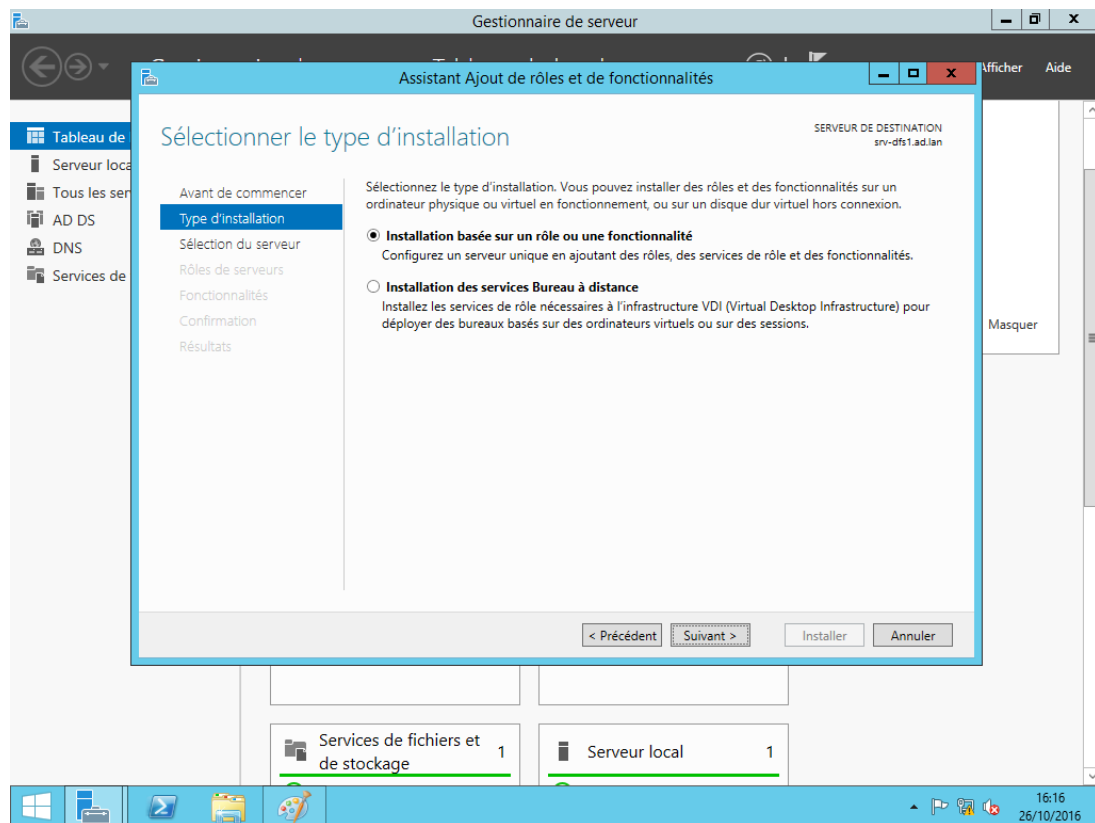 Gestionnaire de serveur
Afficher Aide
Assistant Ajout de rôles et de fonctionnalités
Tableau de
Serveur loca
Tous les ser
AD DS
DNS
Services de
Sélectionner le type d'installation
SERVEUR DE DESTINATION
srv-dfs1.ad.lan
Avant de commencer
Type d'installation
Sélection du serveur
Rôles de serveurs
Fonctionnalités
Confirmation
Résultats
Sélectionnez le type d'installation. Vous pouvez installer des rôles et des fonctionnalités sur un
ordinateur physique ou virtuel en fonctionnement, ou sur un disque dur virtuel hors connexion.
Installation basée sur un rôle ou une fonctionnalité
Configurez un serveur unique en ajoutant des rôles, des services de rôle et des fonctionnalités.
Installation des services Bureau à distance
Installez les services de rôle nécessaires à l'infrastructure VDI (Virtual Desktop Infrastructure) pour
déployer des bureaux basés sur des ordinateurs virtuels ou sur des sessions.
Masquer
< Précédent Suivant > Installer Annuler
Services de fichiers et
de stockage
1
Serveur local 1
16:16
26/10/2016